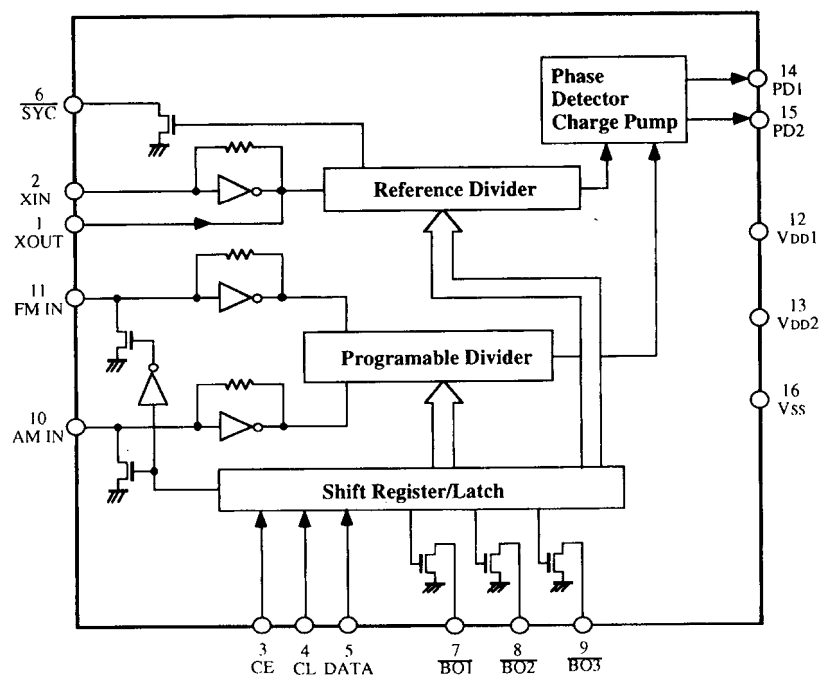 14
PD1
15
PD2
Phase
Detector
Charge Pump
6
SYC
2
XIN
1
XOUT
Reference Divider
12
VDD1
11
FM IN
13
VDD2
Programable Divider
16
VSS
10
AM IN
Shift Register/Latch
3
CE
4
CL
5
DATA
7
BO1
8
BO2
9
BO3